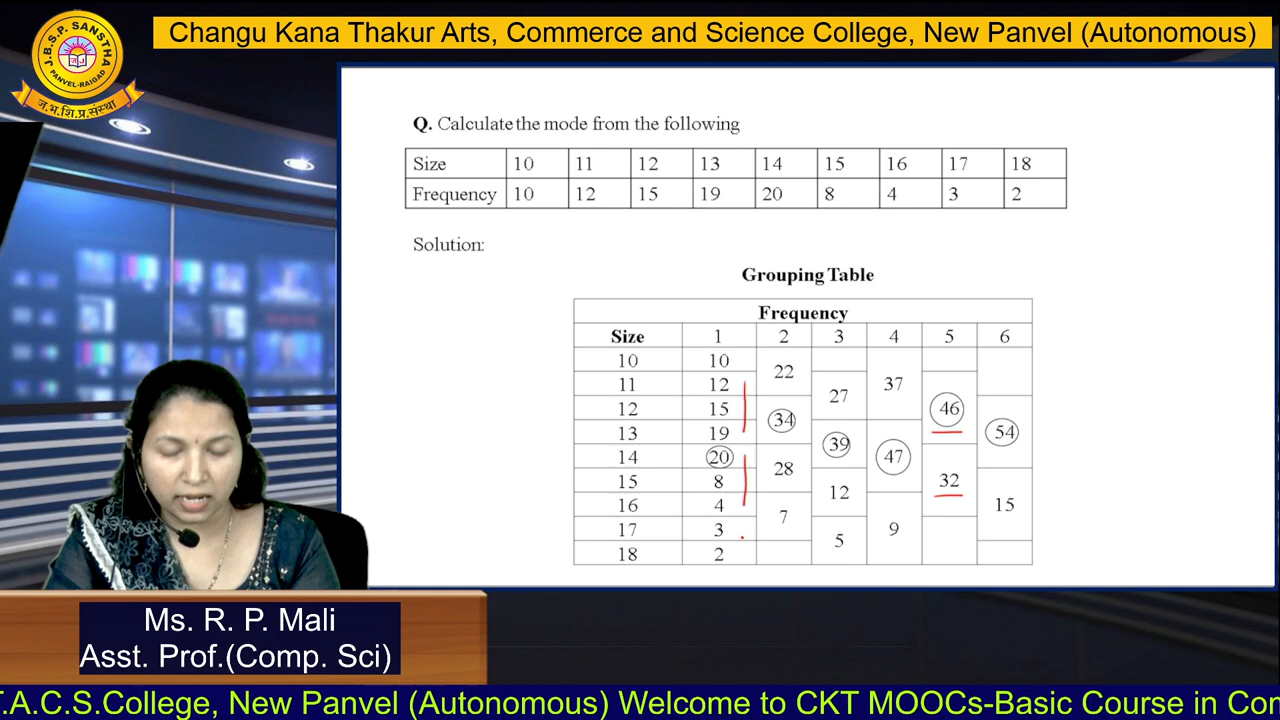 J.B.S.P. SANSTHA
PANVEL-RAIGAD
ज.भ.शि.प्र.संस्था
Changu Kana Thakur Arts, Commerce and Science College, New Panvel (Autonomous)
Q. Calculate the mode from the following
Size 10 11 12 13 14 15 16 17 18
Frequency 10 12 15 19 20 8 4 3 2
Solution:
Grouping Table
Frequency
Size 1 2 3 4 5 6
10 10
22
11 12
37
27
12 15
46
34
13 19
54
39
14 20
47
28
15 8
32
12
16 4
15
7
17 3
9
5
18 2
Ms. R. P. Mali
Asst. Prof.(Comp. Sci)
T.A.C.S.College, New Panvel (Autonomous) Welcome to CKT MOOCs-Basic Course in Con